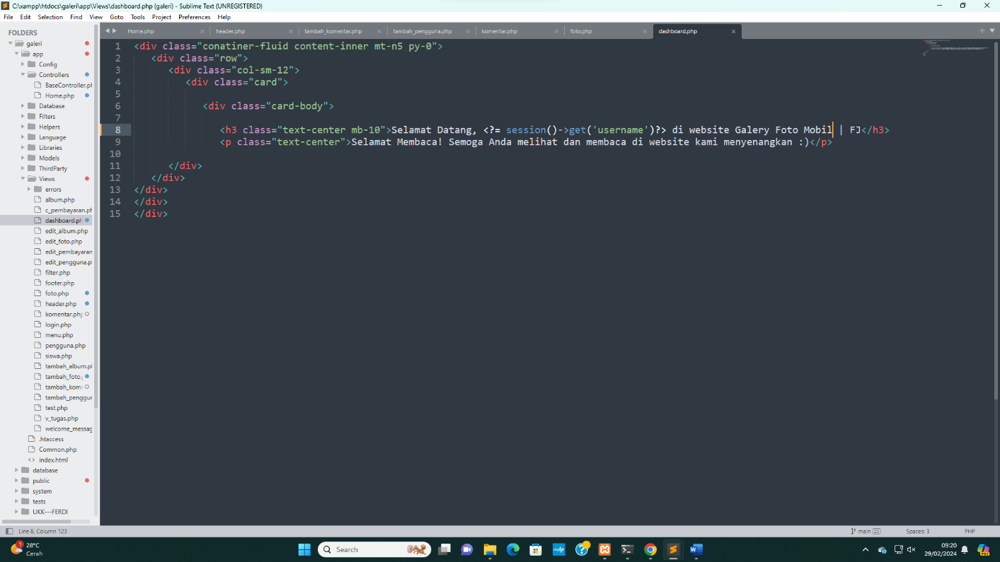 C:\xampp\htdocs\galeri\app\Views\dashboard.php (galeri) - Sublime Text (UNREGISTERED)
File Edit Selection Find View Goto Tools Project Preferences Help
FOLDERS
galeri
app
Config
Controllers
BaseController.ph
Home.php
Database
Filters
Helpers
Language
Libraries
Models
ThirdParty
Views
errors
album.php
c_pembayaran.ph
dashboard.ph
edit_album.php
edit_foto.php
edit_pembayaran
edit_pengguna.p
filter.php
footer.php
foto.php
header.php
komentar.php
login.php
menu.php
pengguna.php
siswa.php
tambah_album.pl
tambah_foto.
tambah_kom
tambah_penggur
test.php
v_tugas.php
welcome_messag
.htaccess
Common.php
index.html
database
public
system
tests
UKK---FERDI
Home.php header.php tambah_komentar.php tambah_pengguna.php komentar.php foto.php dashboard.php
1 <div class="conatiner-fluid content-inner mt-n5 py-0">
2 <div class="row">
3 <div class="col-sm-12">
4 <div class="card">
5
6 <div class="card-body">
7
8 <h3 class="text-center mb-10">Selamat Datang, <?= session()->get('username')?> di website Galery Foto Mobil | FJ</h3>
9 <p class="text-center">Selamat Membaca! Semoga Anda melihat dan membaca di website kami menyenangkan :)</p>
10
11 </div>
12 </div>
13 </div>
14 </div>
15 </div>
Line 8, Column 123 main 23 Spaces: 3 PHP
1 28°C
Cerah
Search
09:20
29/02/2024